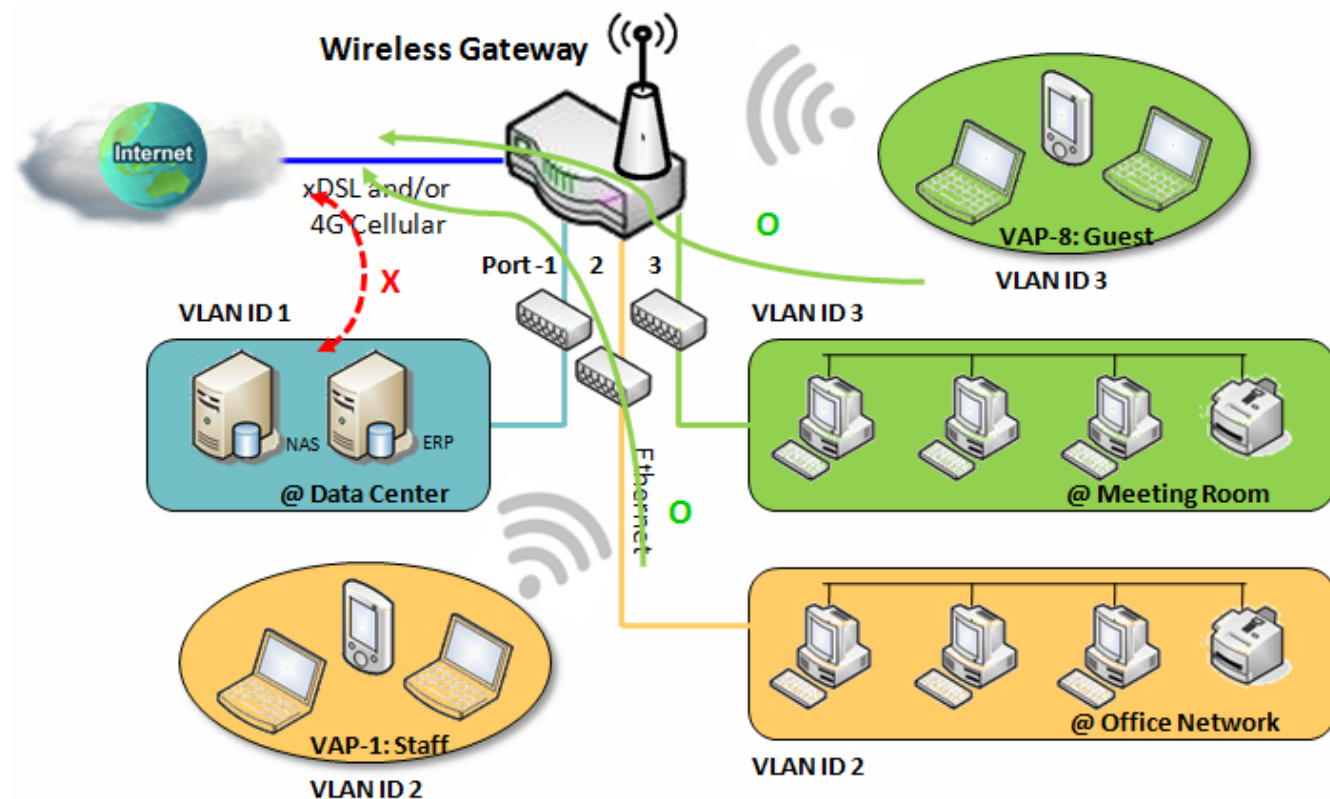 Wireless Gateway
Internet
xDSL and/or
4G Cellular
O
VAP-8: Guest
VLAN ID 3
Port -1
2
3
X
VLAN ID 1
VLAN ID 3
NAS
ERP
@ Data Center
Ethernet
O
@ Meeting Room
VAP-1: Staff
VLAN ID 2
@ Office Network
VLAN ID 2